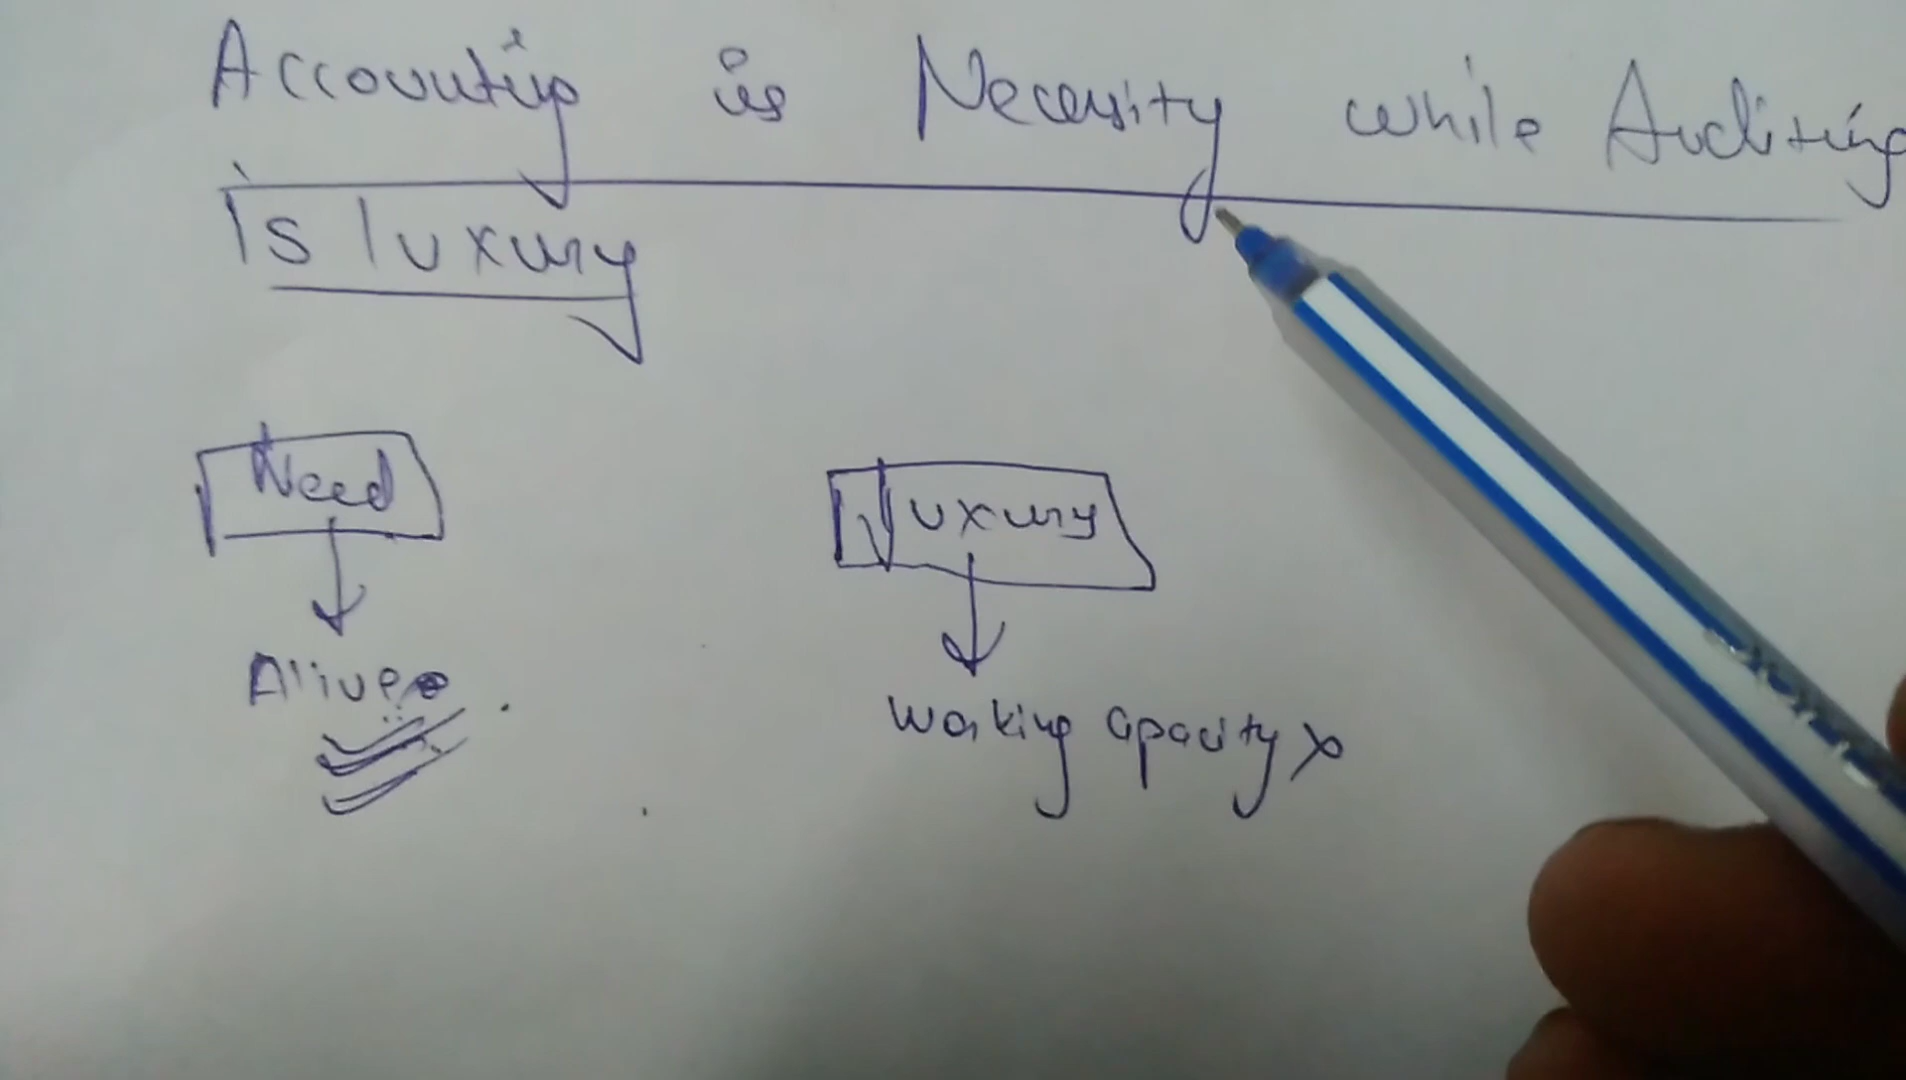 Accounting is Necessity while Auditing
is luxury
Need
luxury
Alive
Working capacity